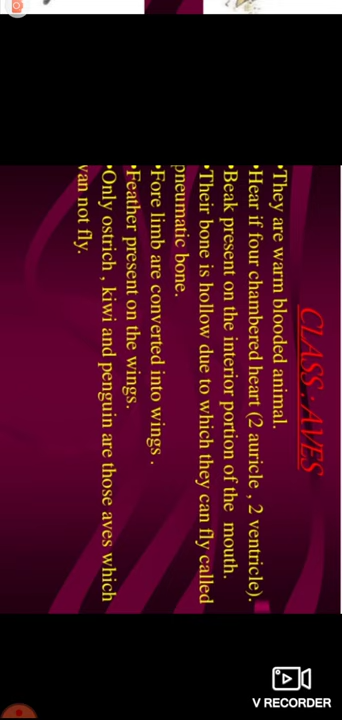 CLASS : AVES
•They are warm blooded animal.
•Hear if four chambered heart (2 auricle , 2 ventricle).
•Beak present on the interior portion of the mouth.
•Their bone is hollow due to which they can fly called
pneumatic bone.
•Fore limb are converted into wings .
•Feather present on the wings.
•Only ostrich , kiwi and penguin are those aves which
van not fly.
V RECORDER